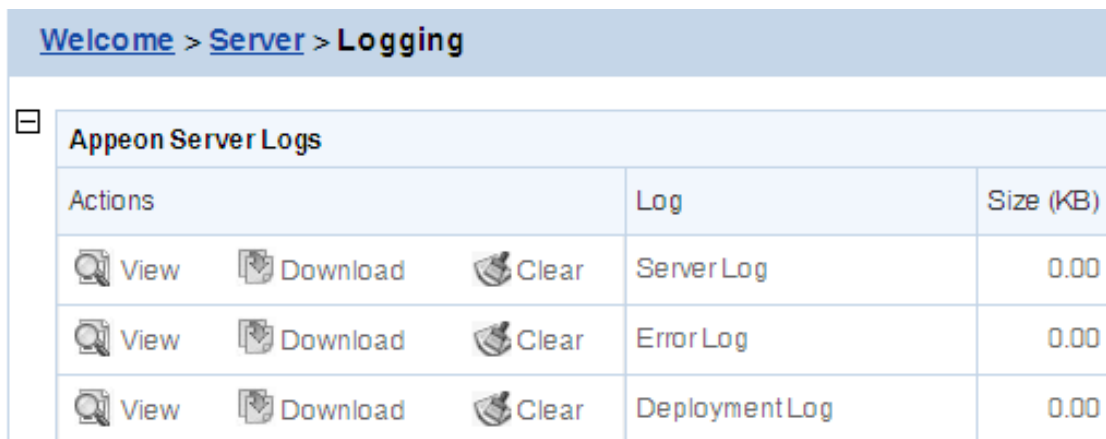 Welcome > Server > Logging
Appeon Server Logs
Actions Log Size (KB)
View Download Clear Server Log 0.00
View Download Clear Error Log 0.00
View Download Clear Deployment Log 0.00